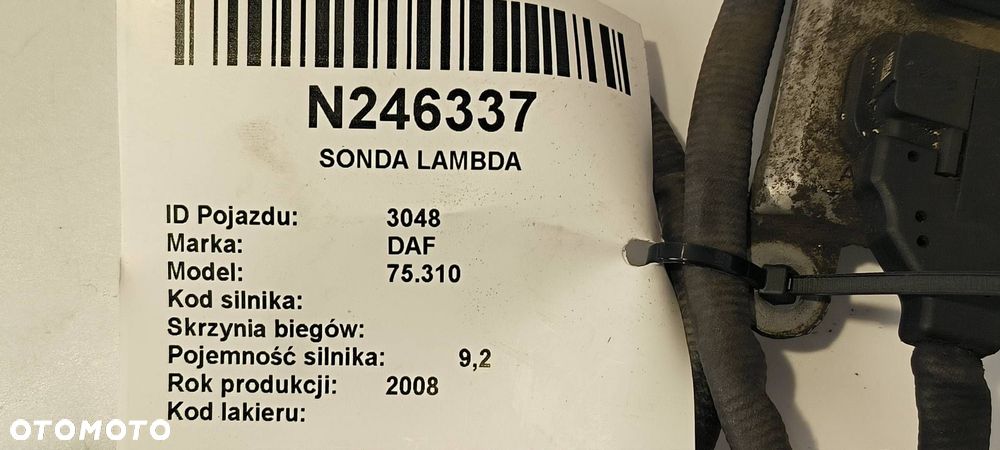 N246337
SONDA LAMBDA
ID Pojazdu: 3048
Marka: DAF
Model: 75.310
Kod silnika:
Skrzynia biegów:
Pojemność silnika: 9,2
Rok produkcji: 2008
Kod lakieru:
OTOMOTO